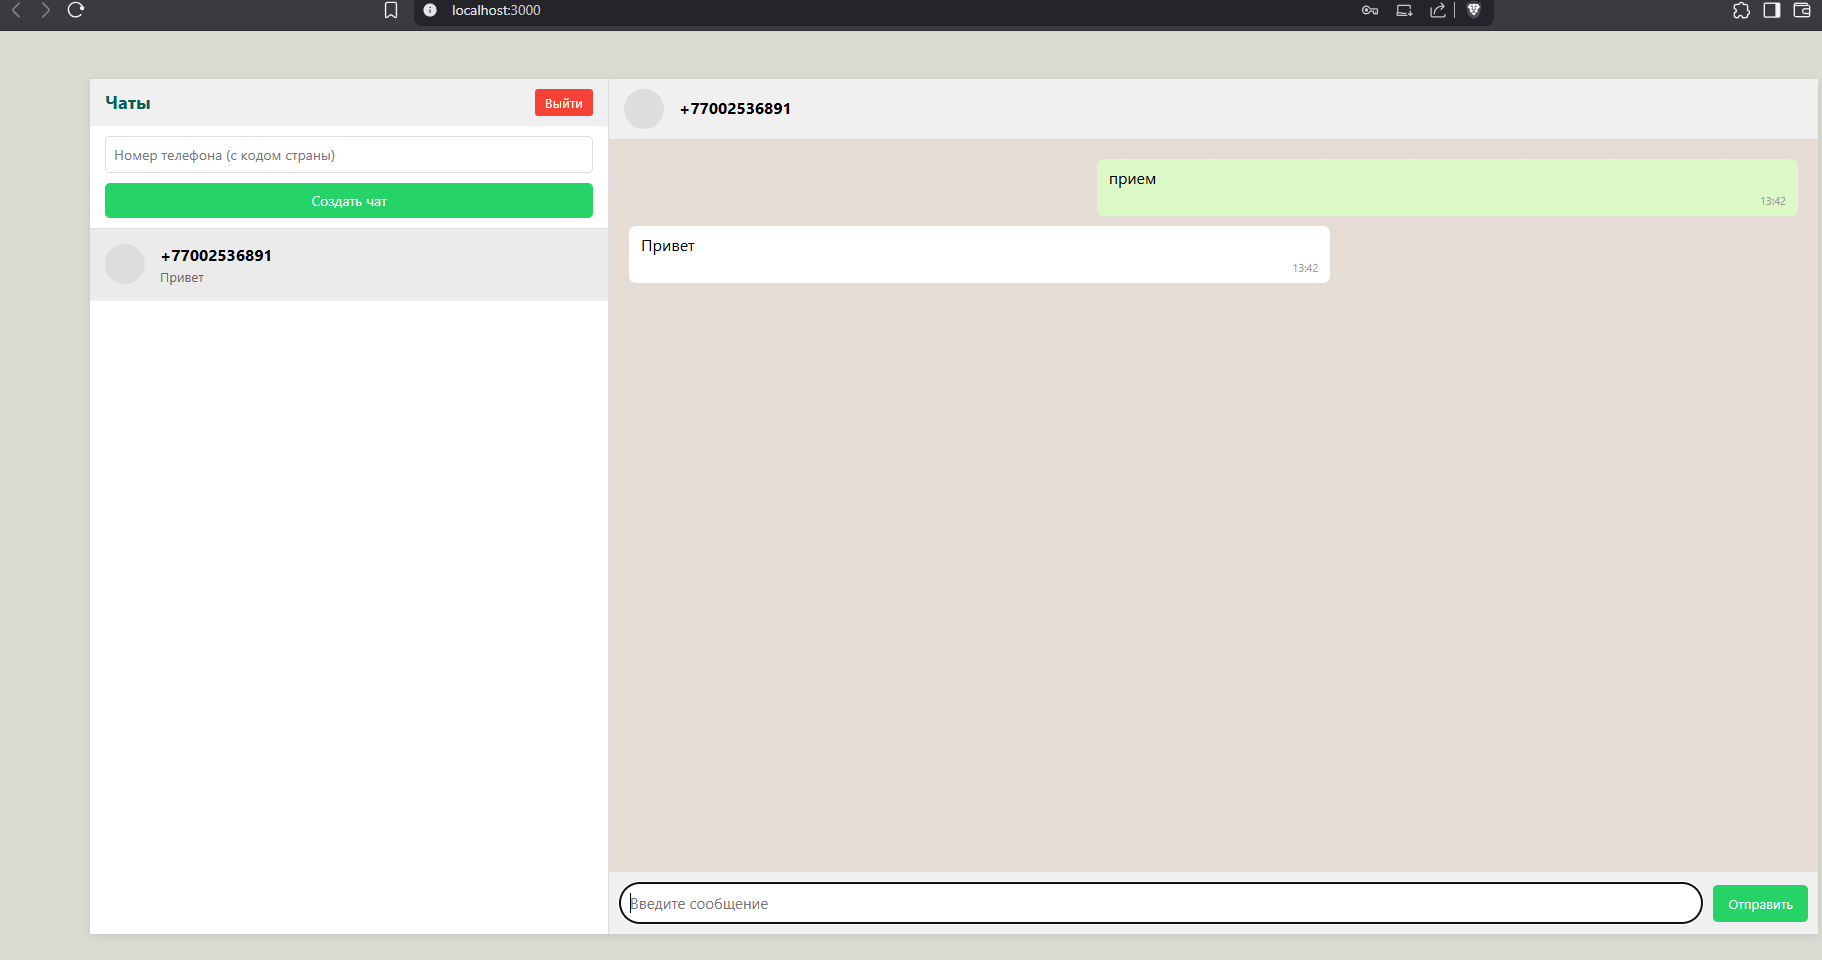 localhost:3000
Чаты
Выйти
Номер телефона (с кодом страны)
Создать чат
+77002536891
Привет
+77002536891
прием
13:42
Привет
13:42
Введите сообщение
Отправить